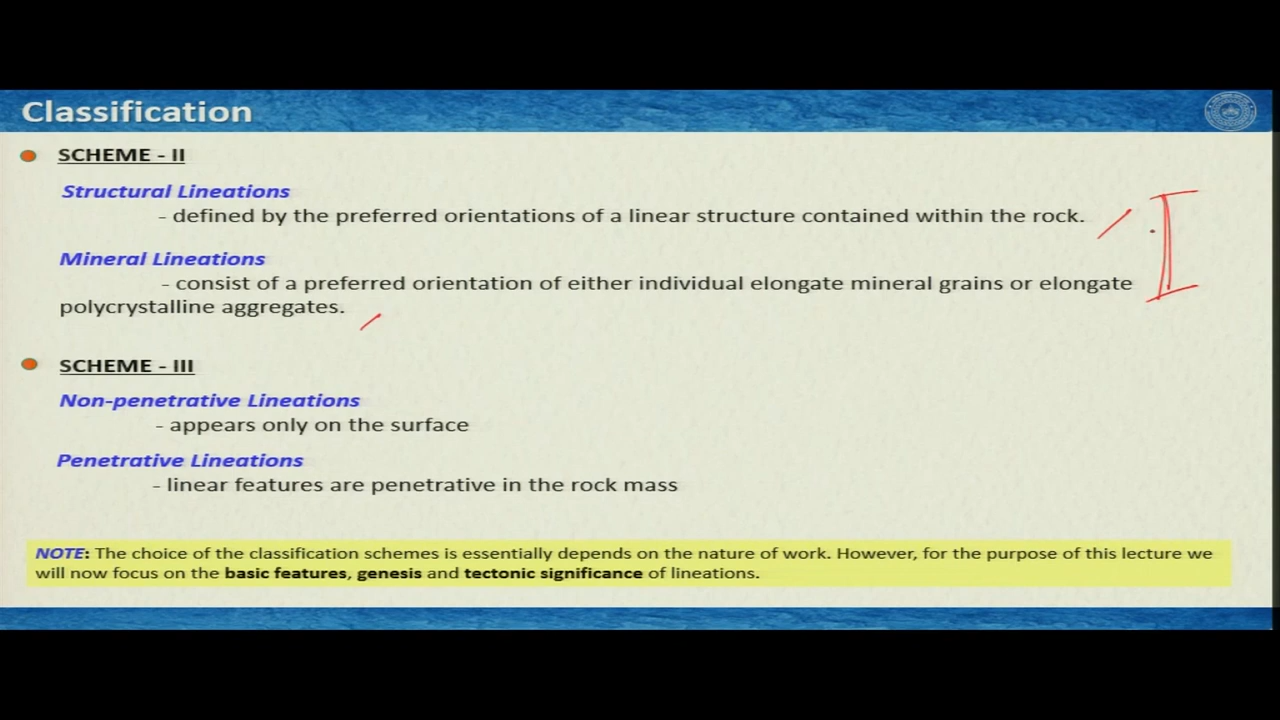 Classification
SCHEME - II
Structural Lineations
- defined by the preferred orientations of a linear structure contained within the rock.
Mineral Lineations
- consist of a preferred orientation of either individual elongate mineral grains or elongate
polycrystalline aggregates.
SCHEME - III
Non-penetrative Lineations
- appears only on the surface
Penetrative Lineations
- linear features are penetrative in the rock mass
NOTE: The choice of the classification schemes is essentially depends on the nature of work. However, for the purpose of this lecture we
will now focus on the basic features, genesis and tectonic significance of lineations.